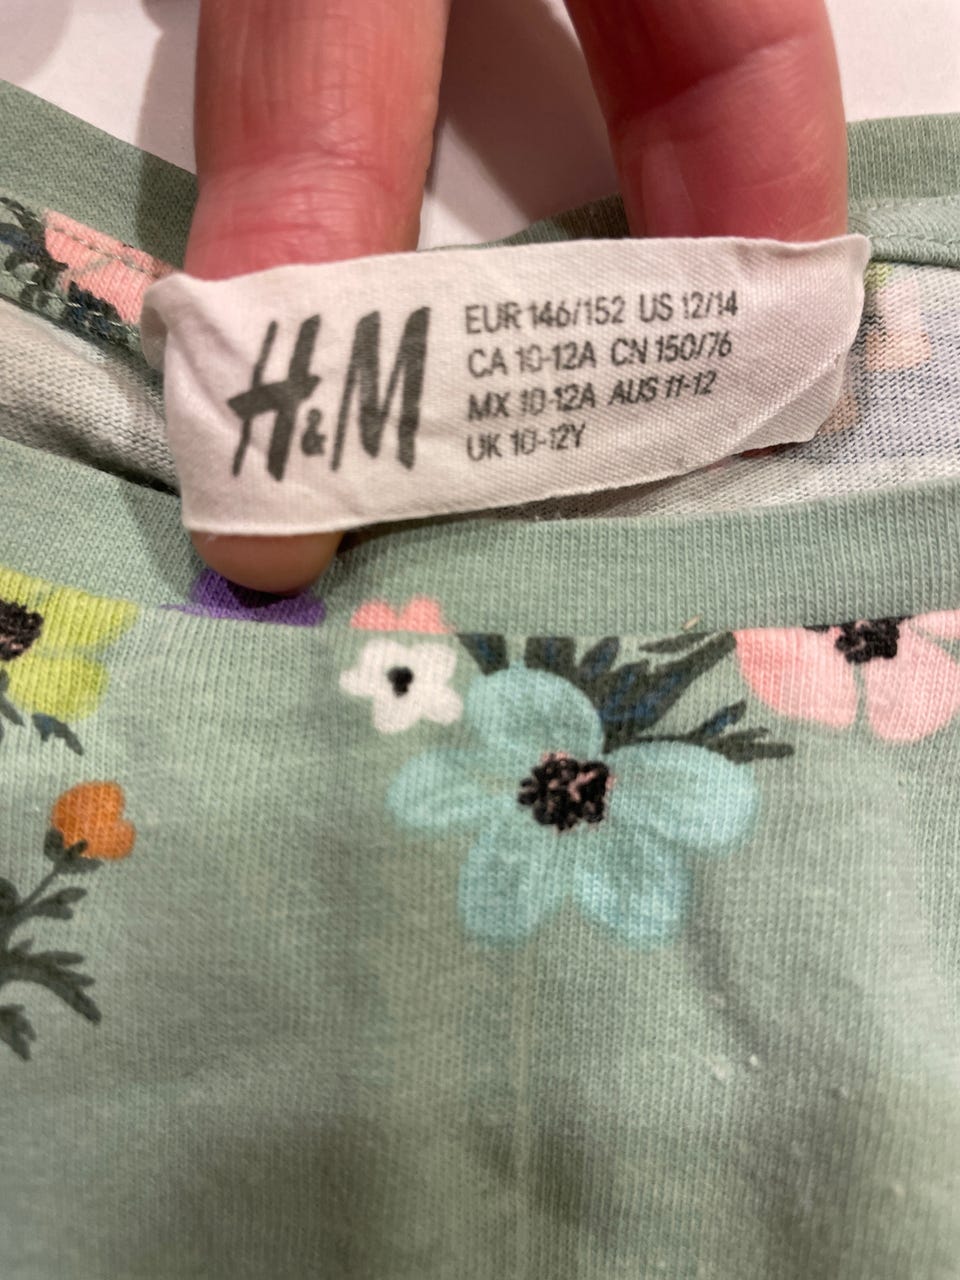 H&M
EUR 146/152 US 12/14
CA 10-12A CN 150/76
MX 10-12A AUS 11-12
UK 10-12Y